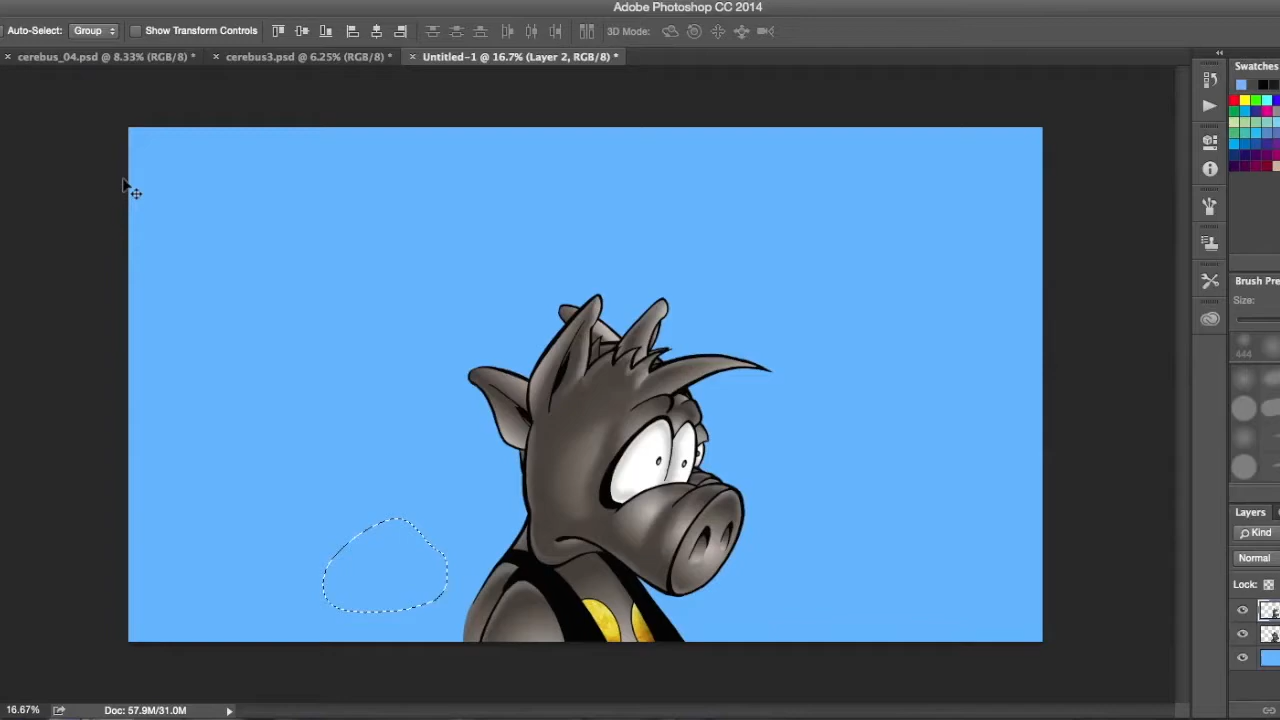 Adobe Photoshop CC 2014
Auto-Select: Group Show Transform Controls 3D Mode:
× cerebus_04.psd @ 8.33% (RGB/8) * × cerebus3.psd @ 6.25% (RGB/8) * × Untitled-1 @ 16.7% (Layer 2, RGB/8) *
Swatches
Brush Pre
Size:
444
Layers
Kind
Normal
Lock:
16.67% Doc: 57.9M/31.0M